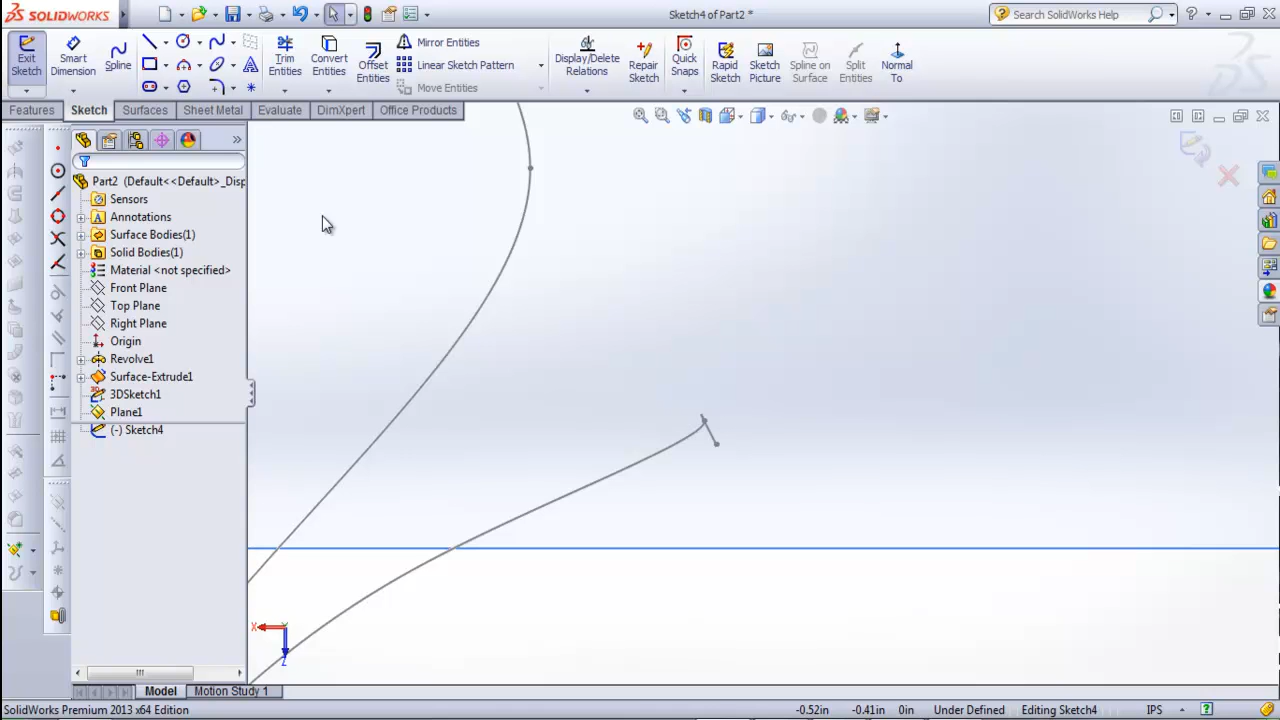 SOLIDWORKS
Sketch4 of Part2 *
Search SolidWorks Help
Exit Sketch
Smart Dimension
Spline
Trim Entities
Convert Entities
Offset Entities
Mirror Entities
Linear Sketch Pattern
Move Entities
Display/Delete Relations
Repair Sketch
Quick Snaps
Rapid Sketch
Sketch Picture
Spline on Surface
Split Entities
Normal To
Features
Sketch
Surfaces
Sheet Metal
Evaluate
DimXpert
Office Products
Part2 (Default<<Default>_Disp
Sensors
Annotations
Surface Bodies(1)
Solid Bodies(1)
Material <not specified>
Front Plane
Top Plane
Right Plane
Origin
Revolve1
Surface-Extrude1
3DSketch1
Plane1
(-) Sketch4
X
Z
Model
Motion Study 1
SolidWorks Premium 2013 x64 Edition
-0.52in
-0.41in
0in
Under Defined
Editing Sketch4
IPS